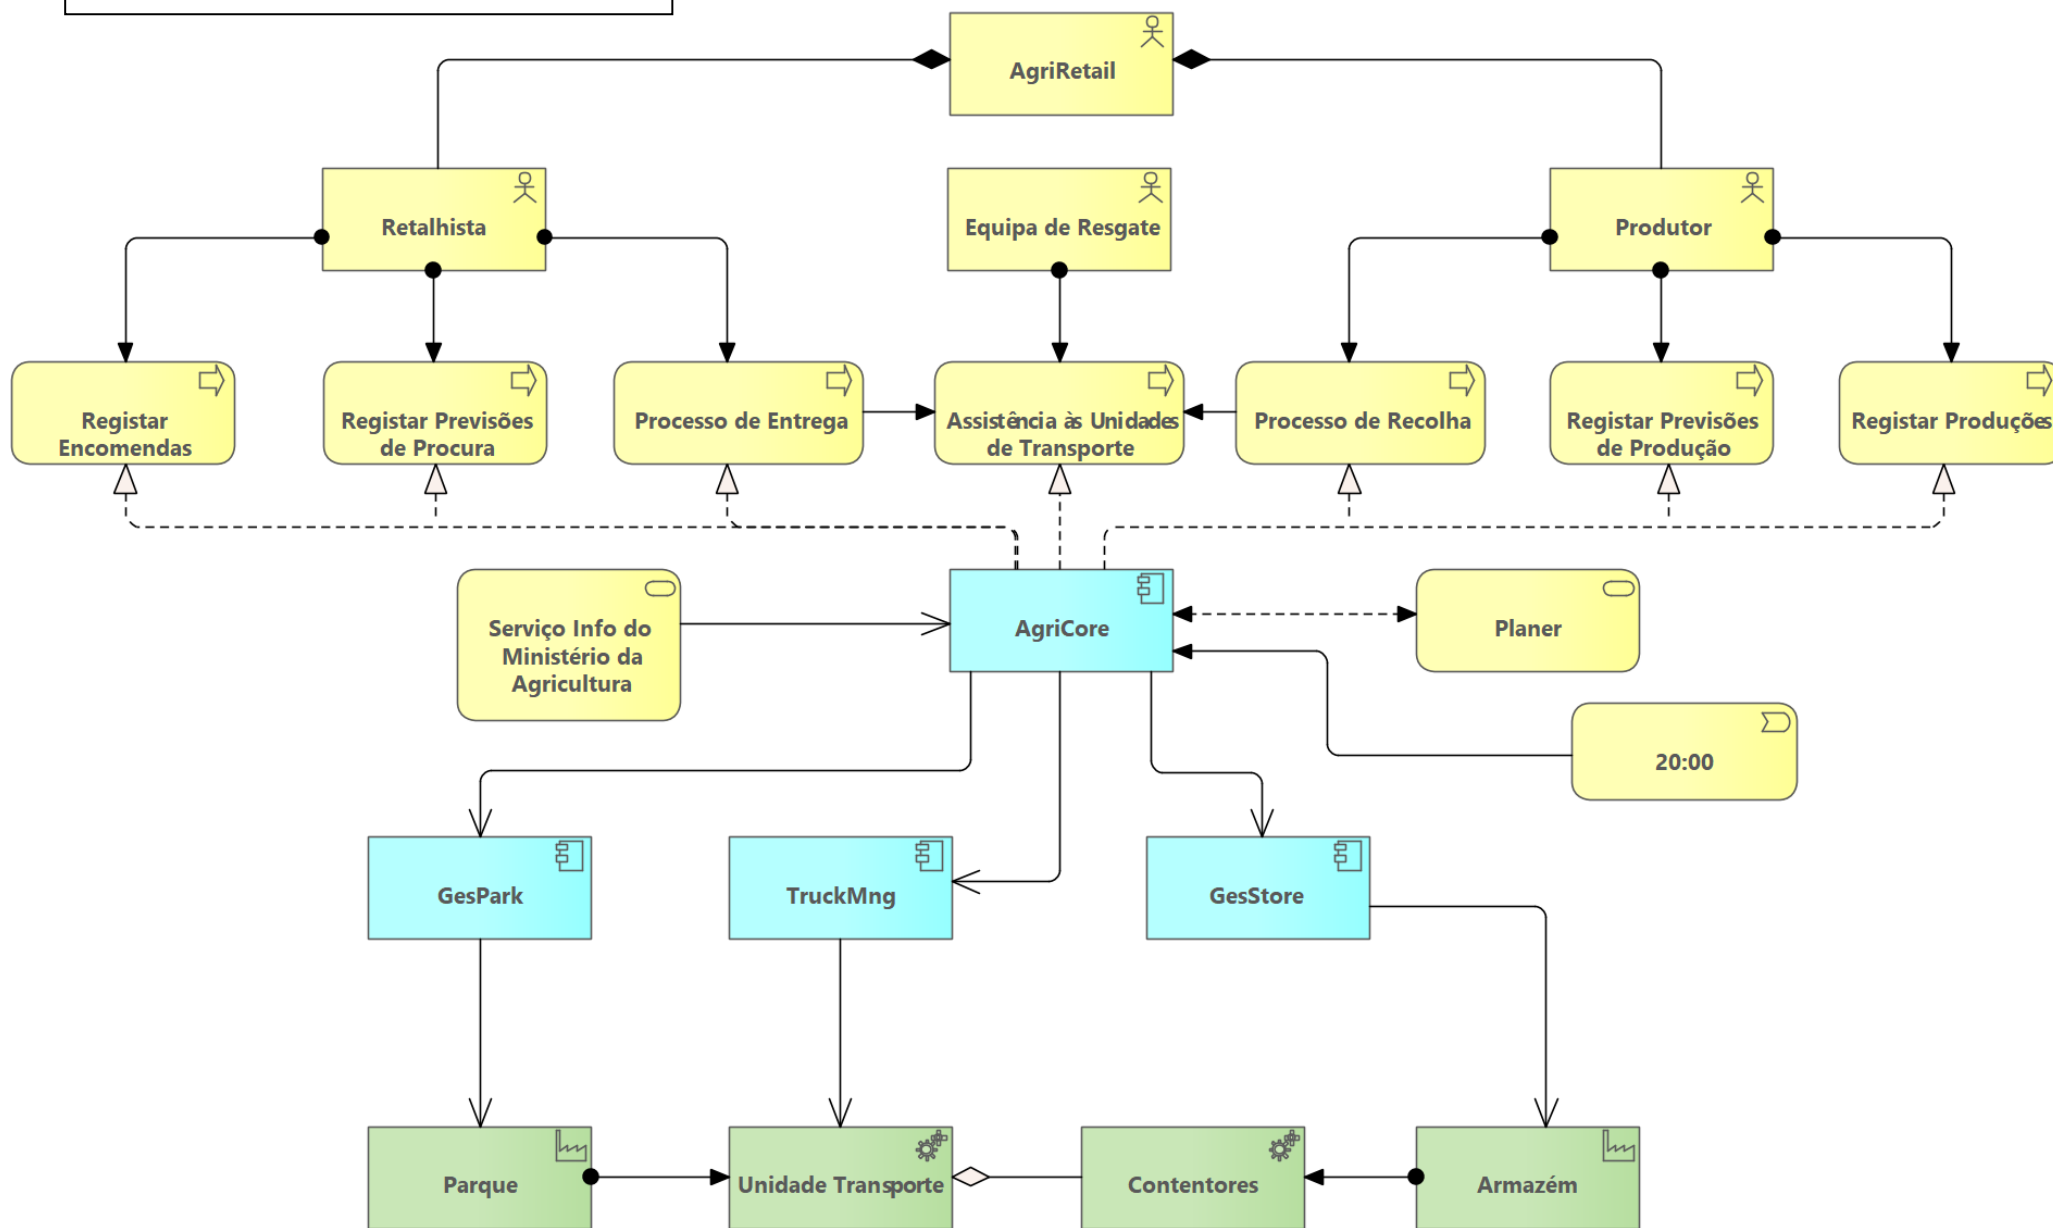 AgriRetail
Retalhista
Equipa de Resgate
Produtor
Registar
Encomendas
Registar Previsões
de Procura
Processo de Entrega
Assistência às Unidades
de Transporte
Processo de Recolha
Registar Previsões
de Produção
Registar Produções
Serviço Info do
Ministério da
Agricultura
AgriCore
Planer
20:00
GesPark
TruckMng
GesStore
Parque
Unidade Transporte
Contentores
Armazém